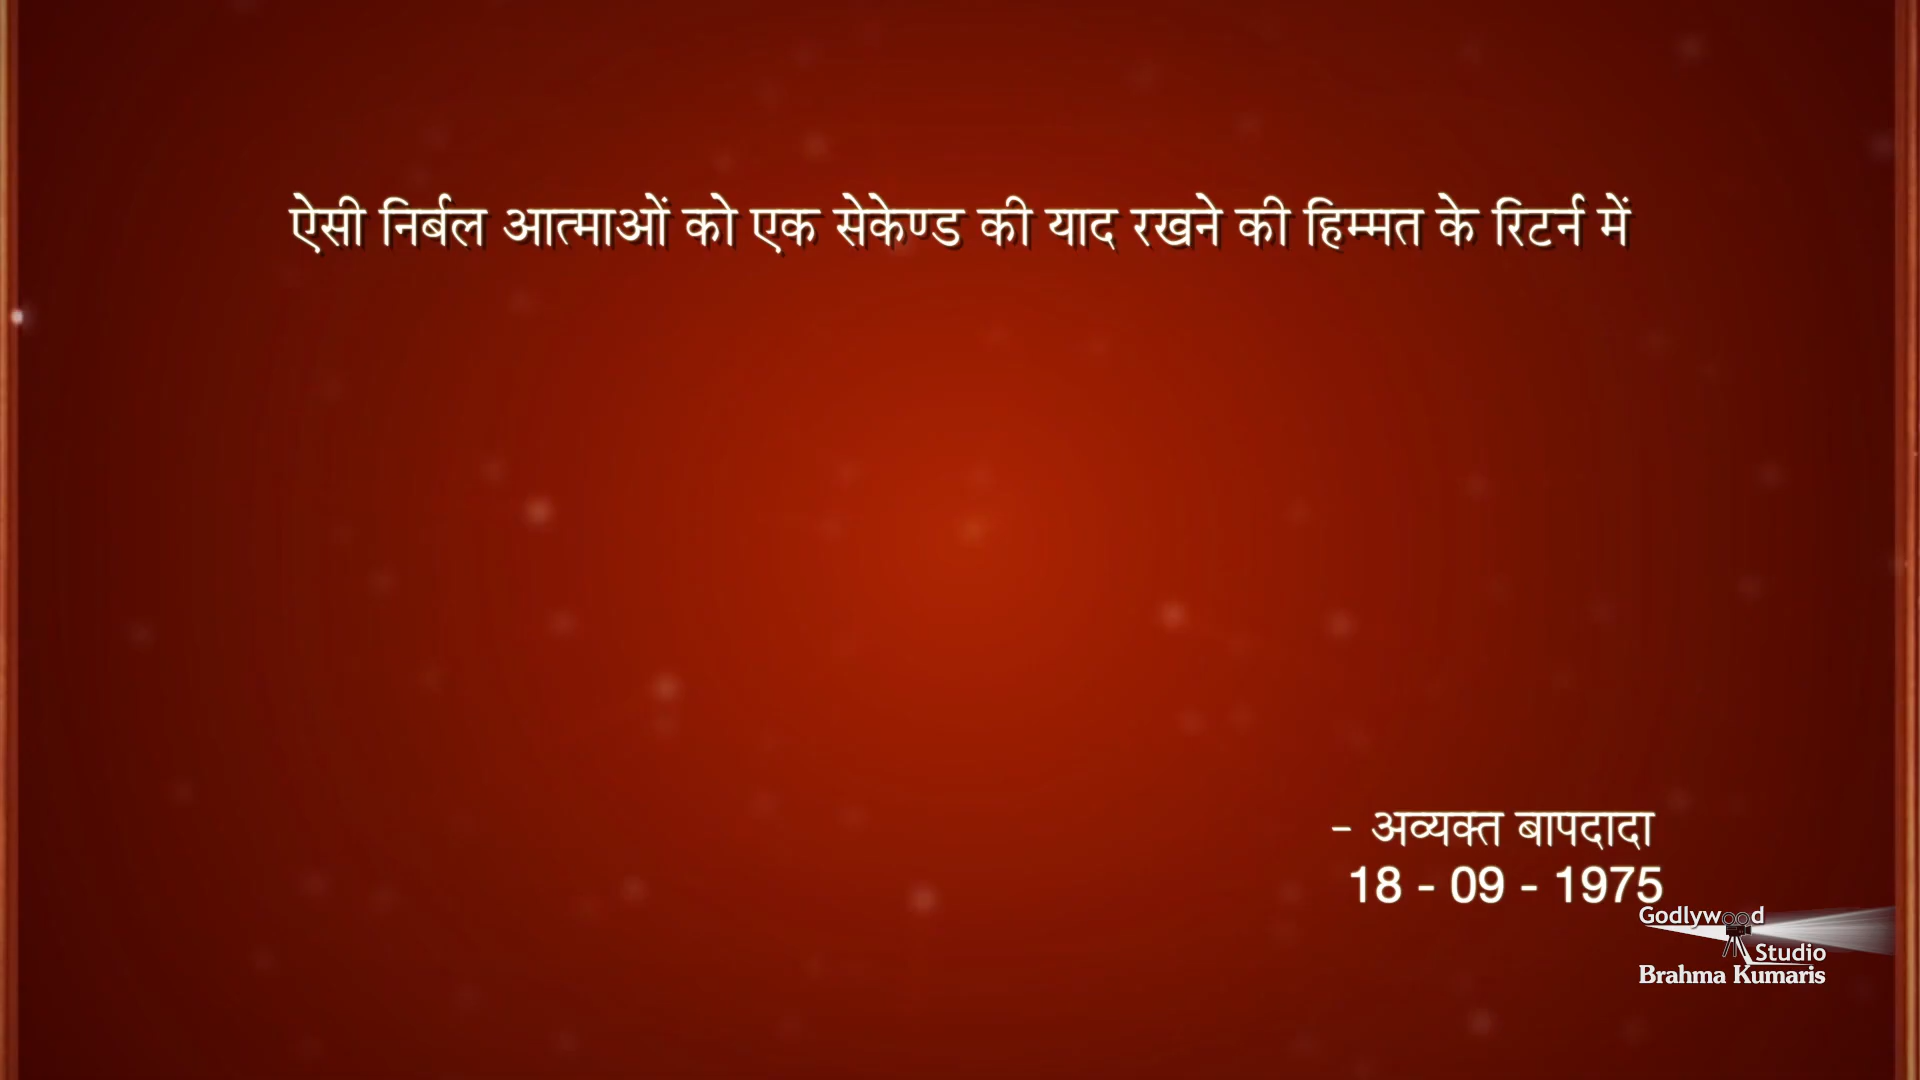 ऐसी निर्बल आत्माओं को एक सेकेण्ड की याद रखने की हिम्मत के रिटर्न में
- अव्यक्त बापदादा
18 - 09 - 1975
Godlywood
Studio
Brahma Kumaris